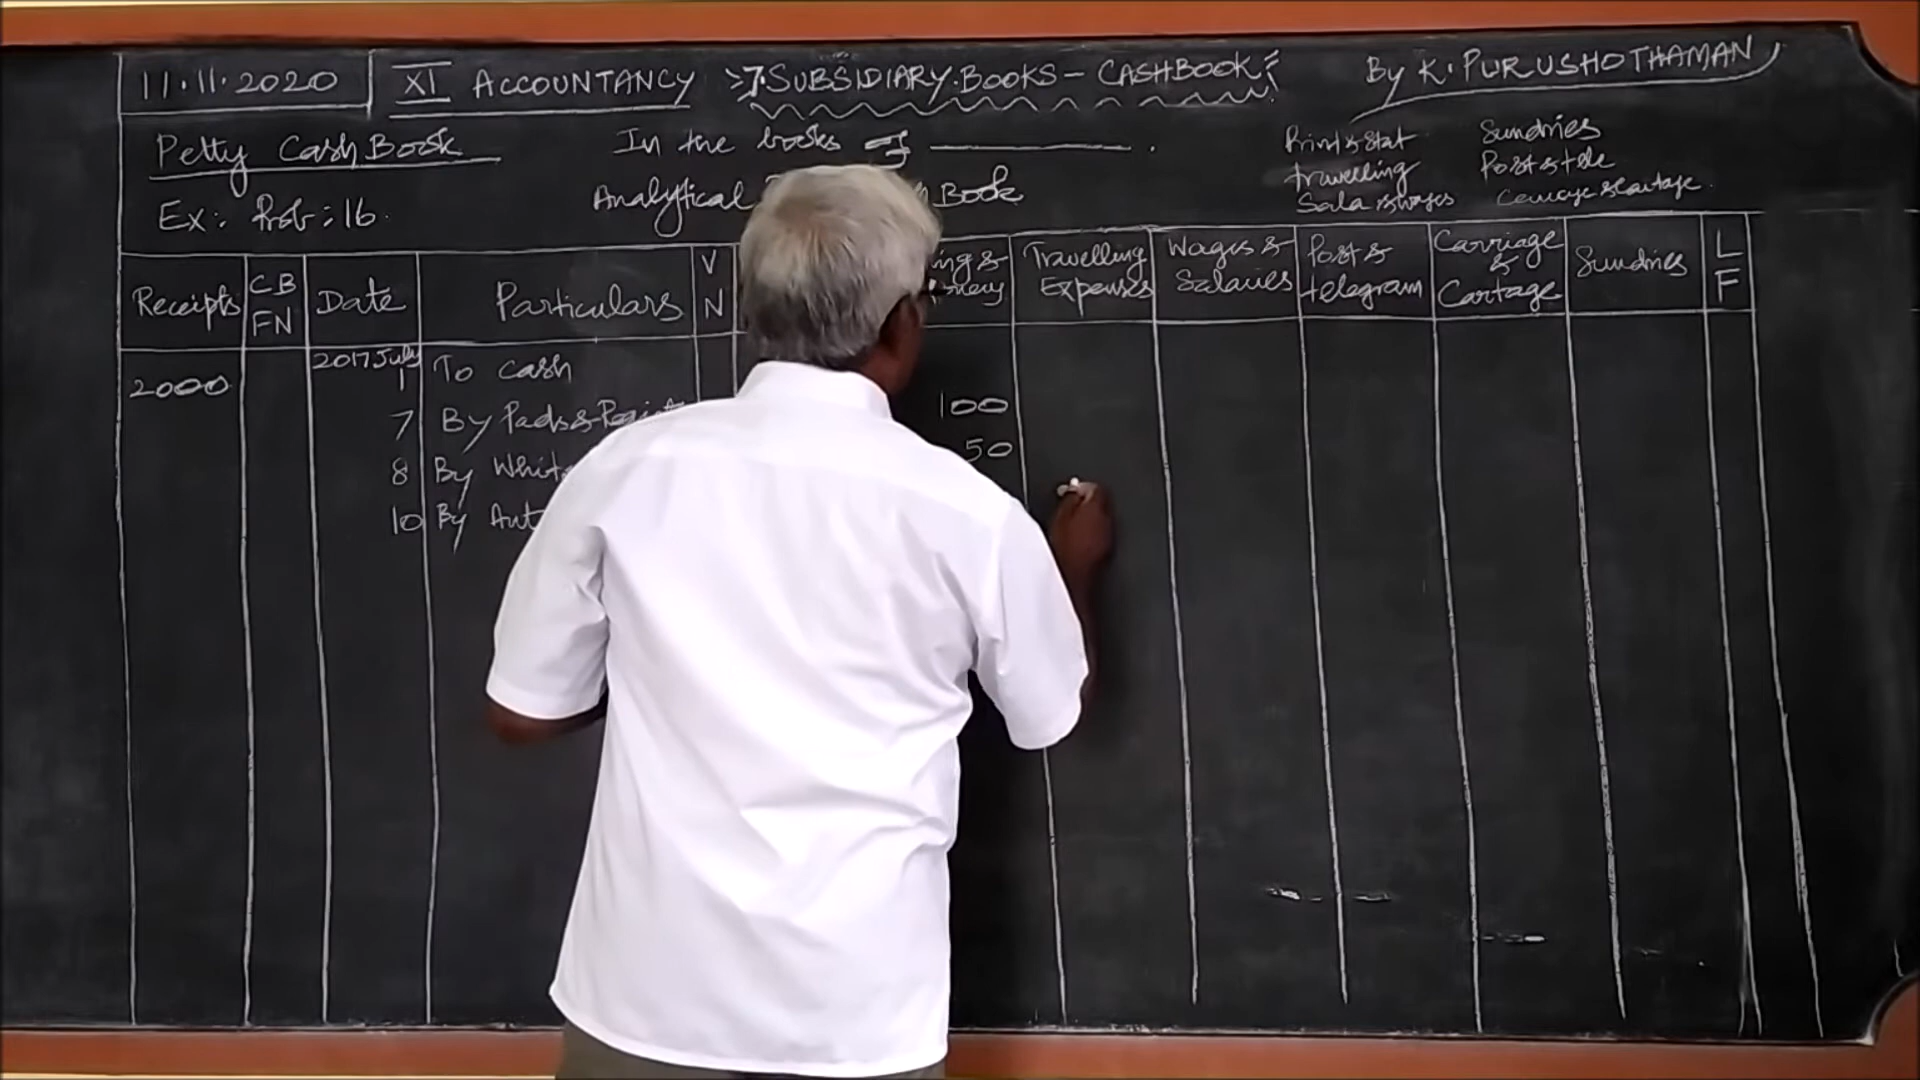 11.11.2020 XI ACCOUNTANCY 7. SUBSIDIARY BOOKS - CASHBOOK By K. PURUSHOTHAMAN
Petty Cash Book In the books of
Ex: Prob: 16. Analytical Book
Print & Stat Sundries
Travelling Post & tele
Sala & wages Carriage & Cartage.
Receipts CB FN Date Particulars V N Travelling Expenses Wages & Salaries Post & telegram Carriage & Cartage Sundries L F
2000 2017 July 1 To Cash
7 By Pads & 100
8 By 50
10 By